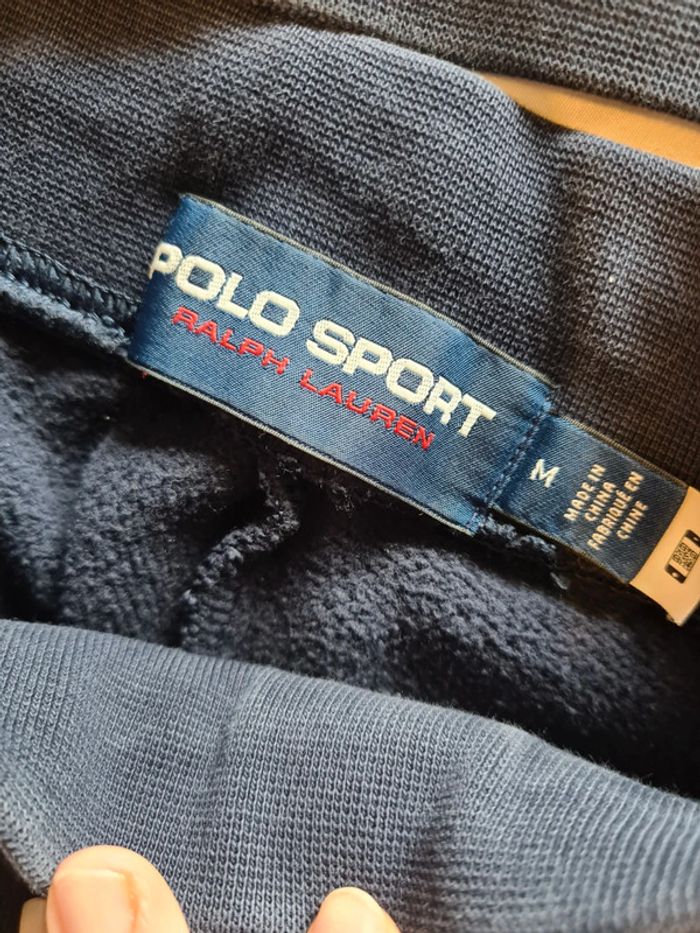 POLO SPORT
RALPH LAUREN
M
MADE IN
CHINA
FABRIQUÉ EN
CHINE